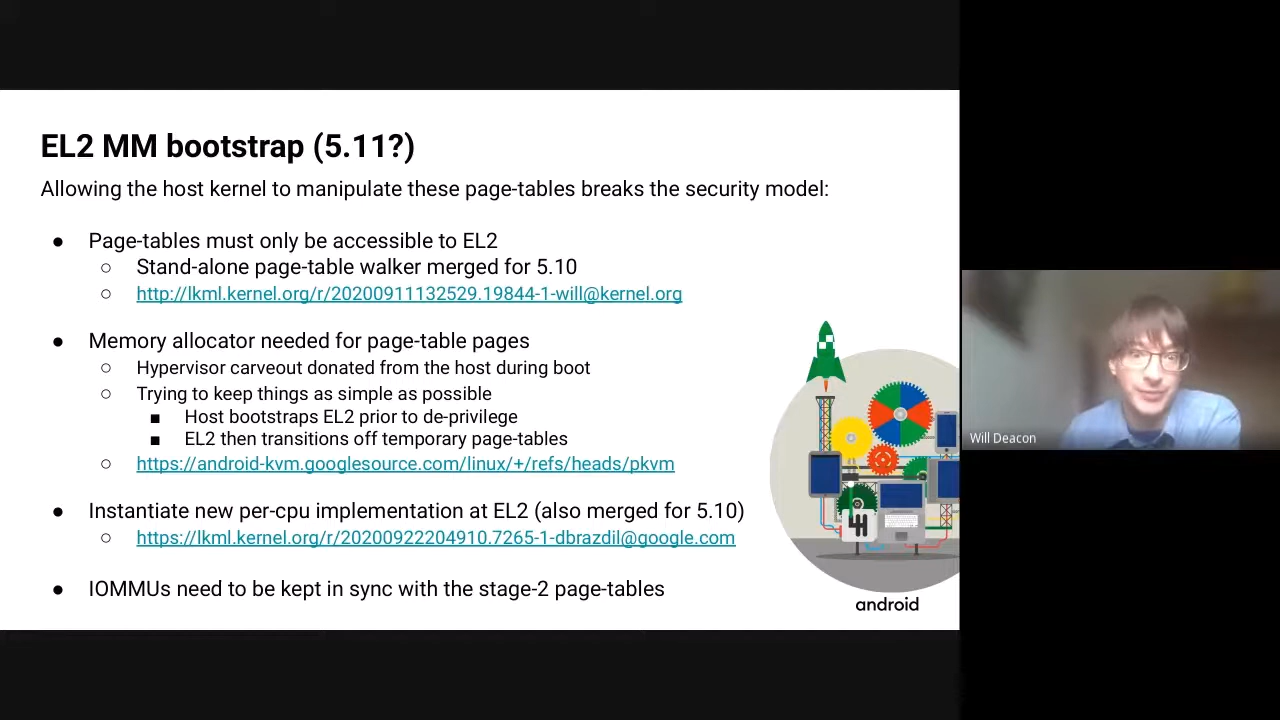 EL2 MM bootstrap (5.11?)
Allowing the host kernel to manipulate these page-tables breaks the security model:
● Page-tables must only be accessible to EL2
○ Stand-alone page-table walker merged for 5.10
○ http://lkml.kernel.org/r/20200911132529.19844-1-will@kernel.org
● Memory allocator needed for page-table pages
○ Hypervisor carveout donated from the host during boot
○ Trying to keep things as simple as possible
■ Host bootstraps EL2 prior to de-privilege
■ EL2 then transitions off temporary page-tables
○ https://android-kvm.googlesource.com/linux/+/refs/heads/pkvm
● Instantiate new per-cpu implementation at EL2 (also merged for 5.10)
○ https://lkml.kernel.org/r/20200922204910.7265-1-dbrazdil@google.com
● IOMMUs need to be kept in sync with the stage-2 page-tables
android
Will Deacon